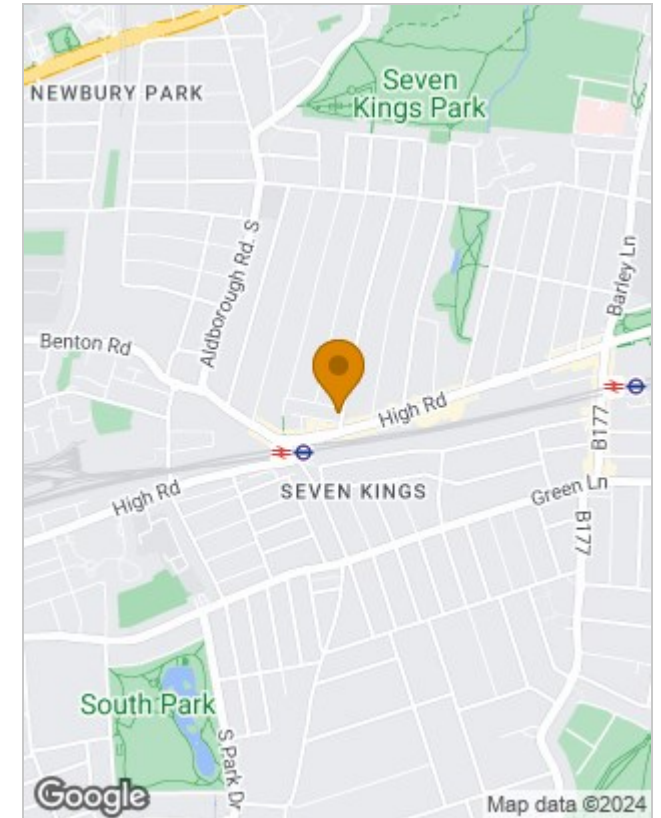 Seven
Kings Park
NEWBURY PARK
Aldborough Rd. S
Barley Ln
Benton Rd
High Rd
B177
SEVEN KINGS
High Rd
Green Ln
B177
South Park
S Park Dr
Google
Map data ©2024